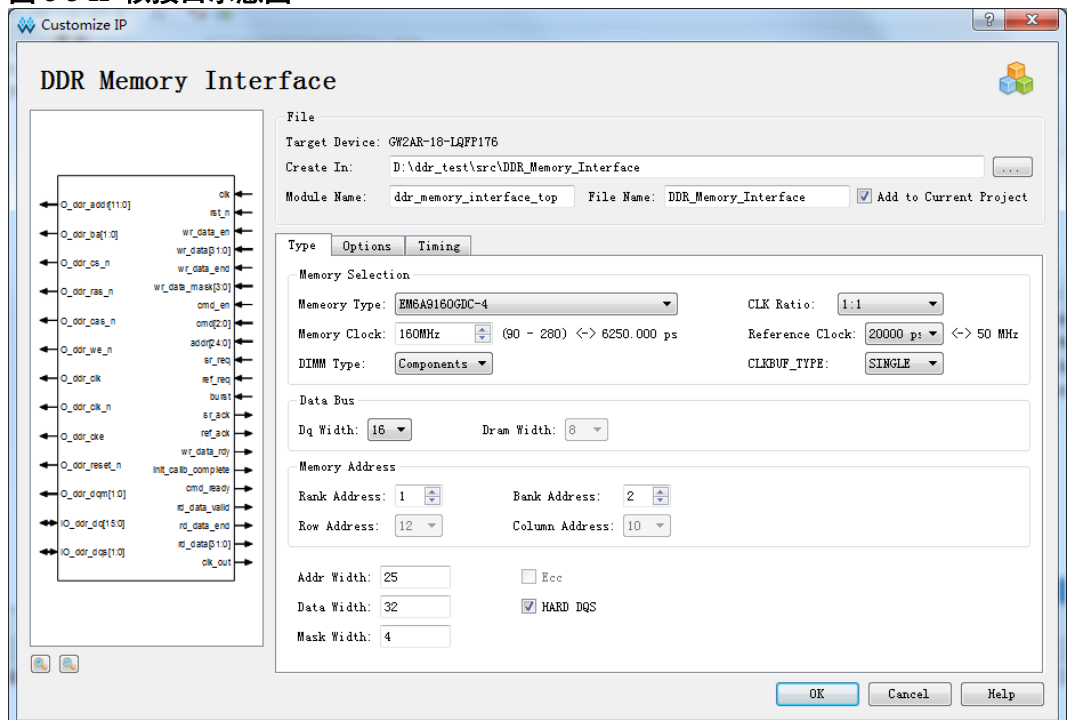 Customize IP
DDR Memory Interface
File
Target Device: GW2AR-18-LQFP176
Create In: D:\ddr_test\src\DDR_Memory_Interface ...
Module Name: ddr_memory_interface_top File Name: DDR_Memory_Interface Add to Current Project
Type Options Timing
Memory Selection
Memeory Type: EM6A9160GDC-4 CLK Ratio: 1:1
Memory Clock: 160MHz (90 - 280) <-> 6250.000 ps Reference Clock: 20000 ps <-> 50 MHz
DIMM Type: Components CLKBUF_TYPE: SINGLE
Data Bus
Dq Width: 16 Dram Width: 8
Memory Address
Rank Address: 1 Bank Address: 2
Row Address: 12 Column Address: 10
Addr Width: 25 Ecc
Data Width: 32 HARD DQS
Mask Width: 4
O_ddr_addr[11:0]
O_ddr_ba[1:0]
O_ddr_cs_n
O_ddr_ras_n
O_ddr_cas_n
O_ddr_we_n
O_ddr_clk
O_ddr_clk_n
O_ddr_cke
O_ddr_reset_n
O_ddr_dqm[1:0]
IO_ddr_dq[15:0]
IO_ddr_dqs[1:0]
clk
rst_n
wr_data_en
wr_data[31:0]
wr_data_end
wr_data_mask[3:0]
cmd_en
cmd[2:0]
addr[24:0]
sr_req
ref_req
burst
sr_ack
ref_ack
wr_data_rdy
init_calib_complete
cmd_ready
rd_data_valid
rd_data_end
rd_data[31:0]
clk_out
OK Cancel Help